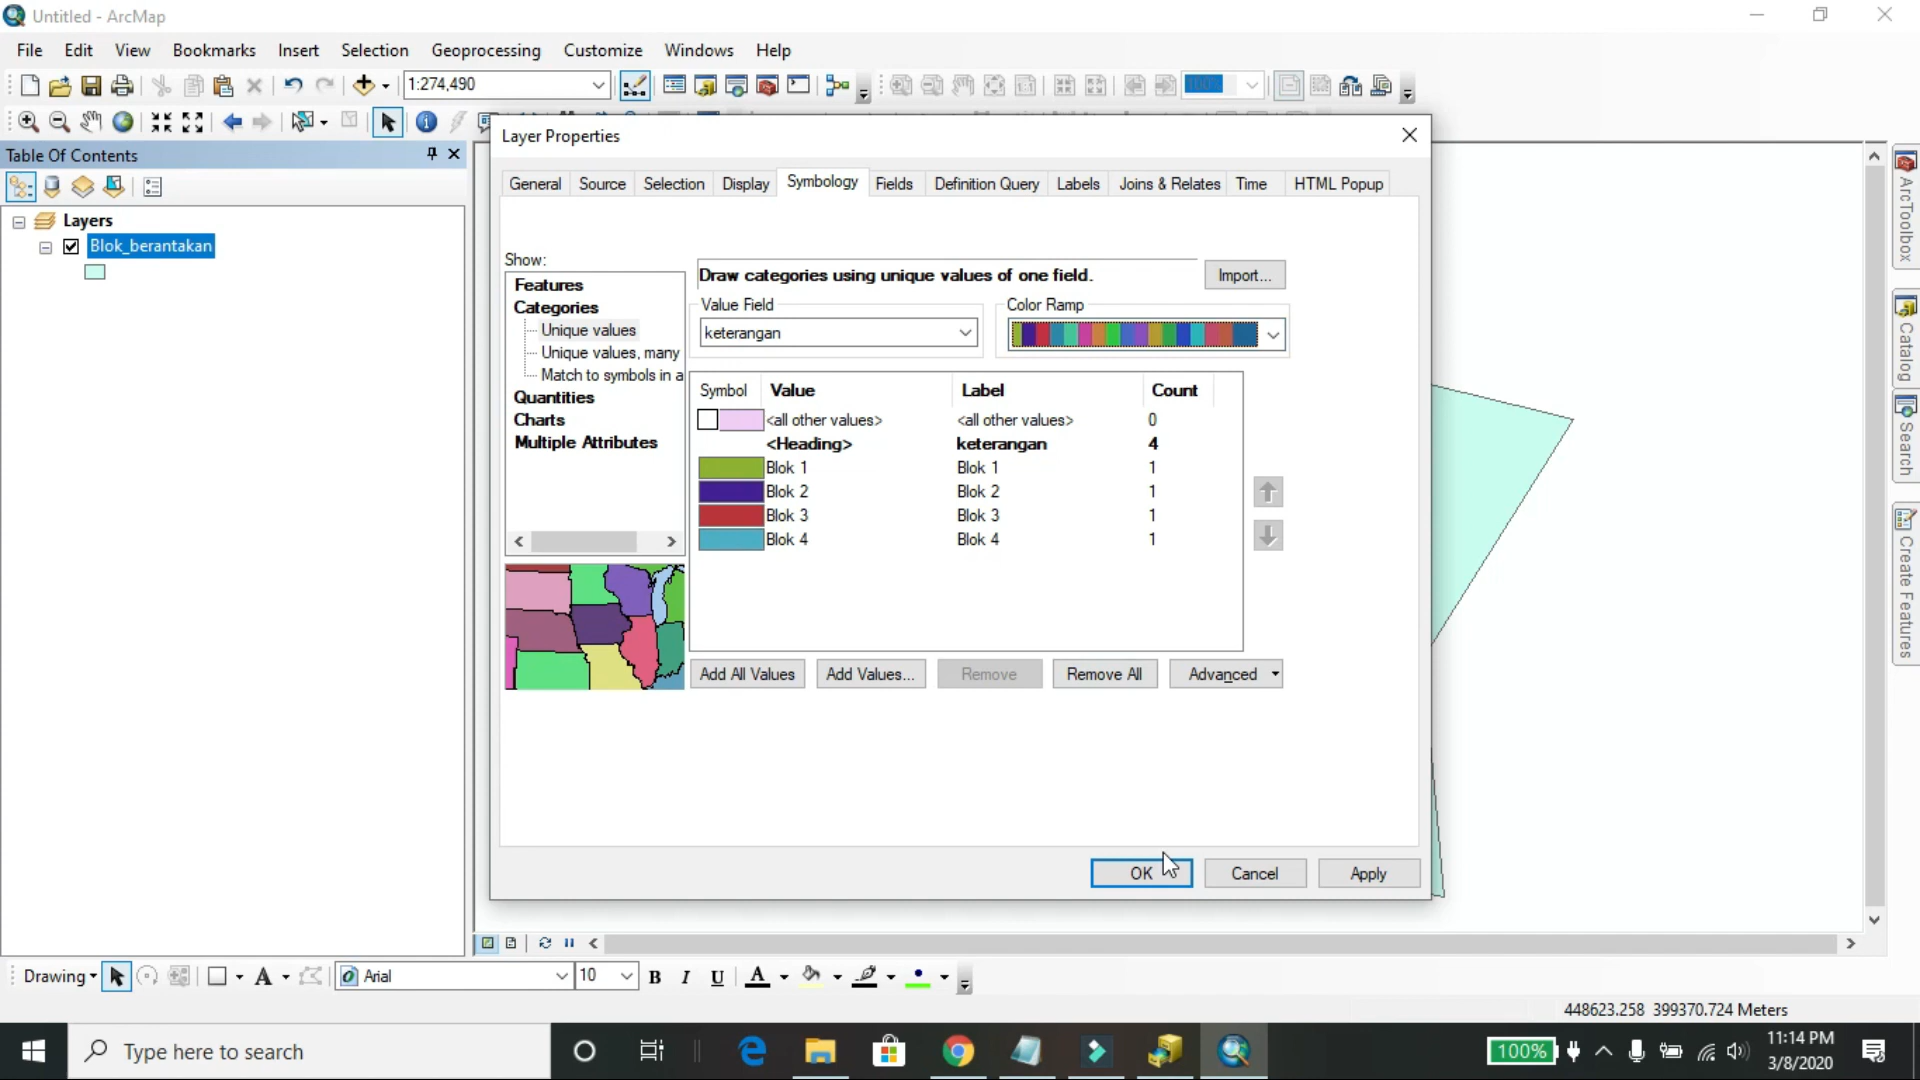 Untitled - ArcMap
File Edit View Bookmarks Insert Selection Geoprocessing Customize Windows Help
1:274,490
Table Of Contents
Layers
Blok_berantakan
Layer Properties
General Source Selection Display Symbology Fields Definition Query Labels Joins & Relates Time HTML Popup
Show:
Features
Categories
Unique values
Unique values, many
Match to symbols in a
Quantities
Charts
Multiple Attributes
Draw categories using unique values of one field.
Import...
Value Field
keterangan
Color Ramp
Symbol Value Label Count
<all other values> <all other values> 0
<Heading> keterangan 4
Blok 1 Blok 1 1
Blok 2 Blok 2 1
Blok 3 Blok 3 1
Blok 4 Blok 4 1
Add All Values Add Values... Remove Remove All Advanced
OK Cancel Apply
ArcToolbox
Catalog
Search
Create Features
Drawing A Arial 10 B I U A
448623.258 399370.724 Meters
Type here to search
100%
11:14 PM
3/8/2020